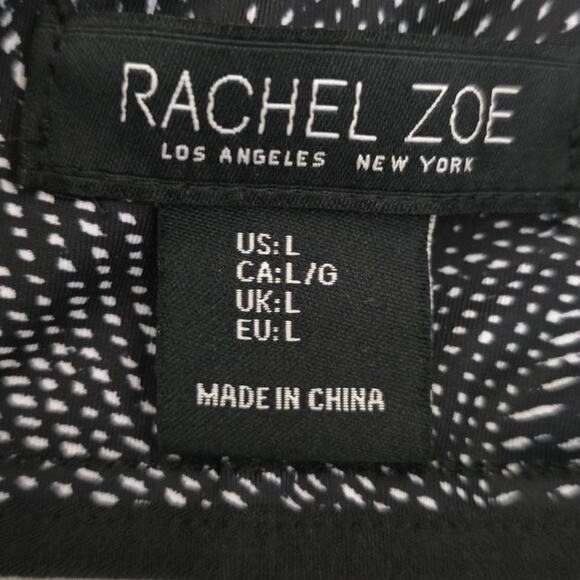 RACHEL ZOE
LOS ANGELES NEW YORK
US: L
CA: L/G
UK: L
EU: L
MADE IN CHINA